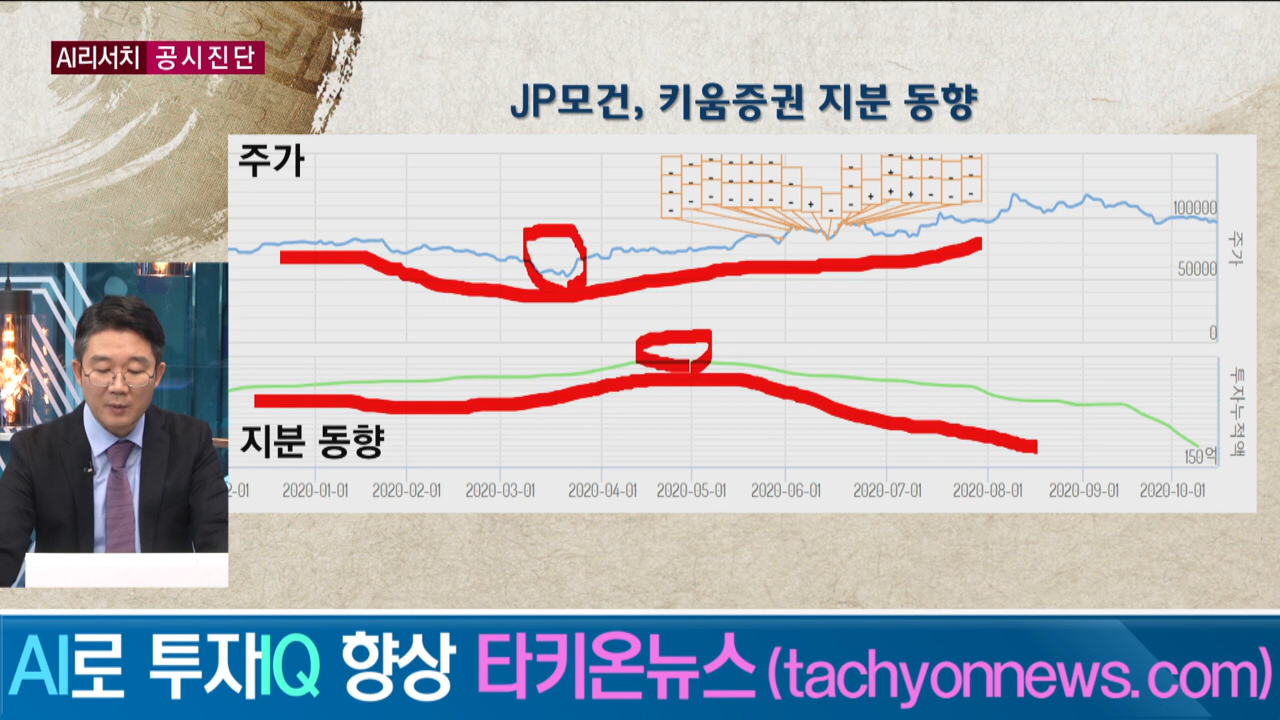 AI리서치 공시진단
JP모건, 키움증권 지분 동향
주가
100000
50000
0
주가
투자누적액
지분 동향
150억
2-01 2020-01-01 2020-02-01 2020-03-01 2020-04-01 2020-05-01 2020-06-01 2020-07-01 2020-08-01 2020-09-01 2020-10-01
AI로 투자IQ 향상 타키온뉴스(tachyonnews.com)